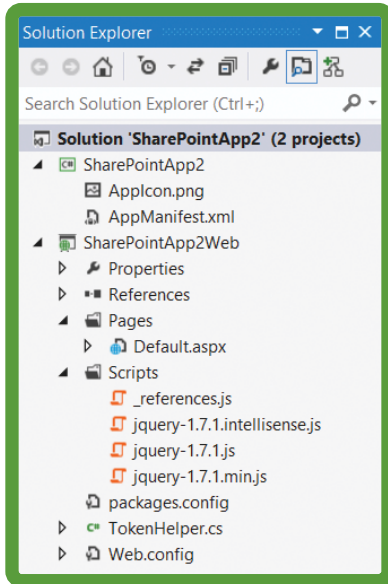 Solution Explorer
Search Solution Explorer (Ctrl+;)
Solution 'SharePointApp2' (2 projects)
C# SharePointApp2
AppIcon.png
AppManifest.xml
SharePointApp2Web
Properties
References
Pages
Default.aspx
Scripts
_references.js
jquery-1.7.1.intellisense.js
jquery-1.7.1.js
jquery-1.7.1.min.js
packages.config
C# TokenHelper.cs
Web.config